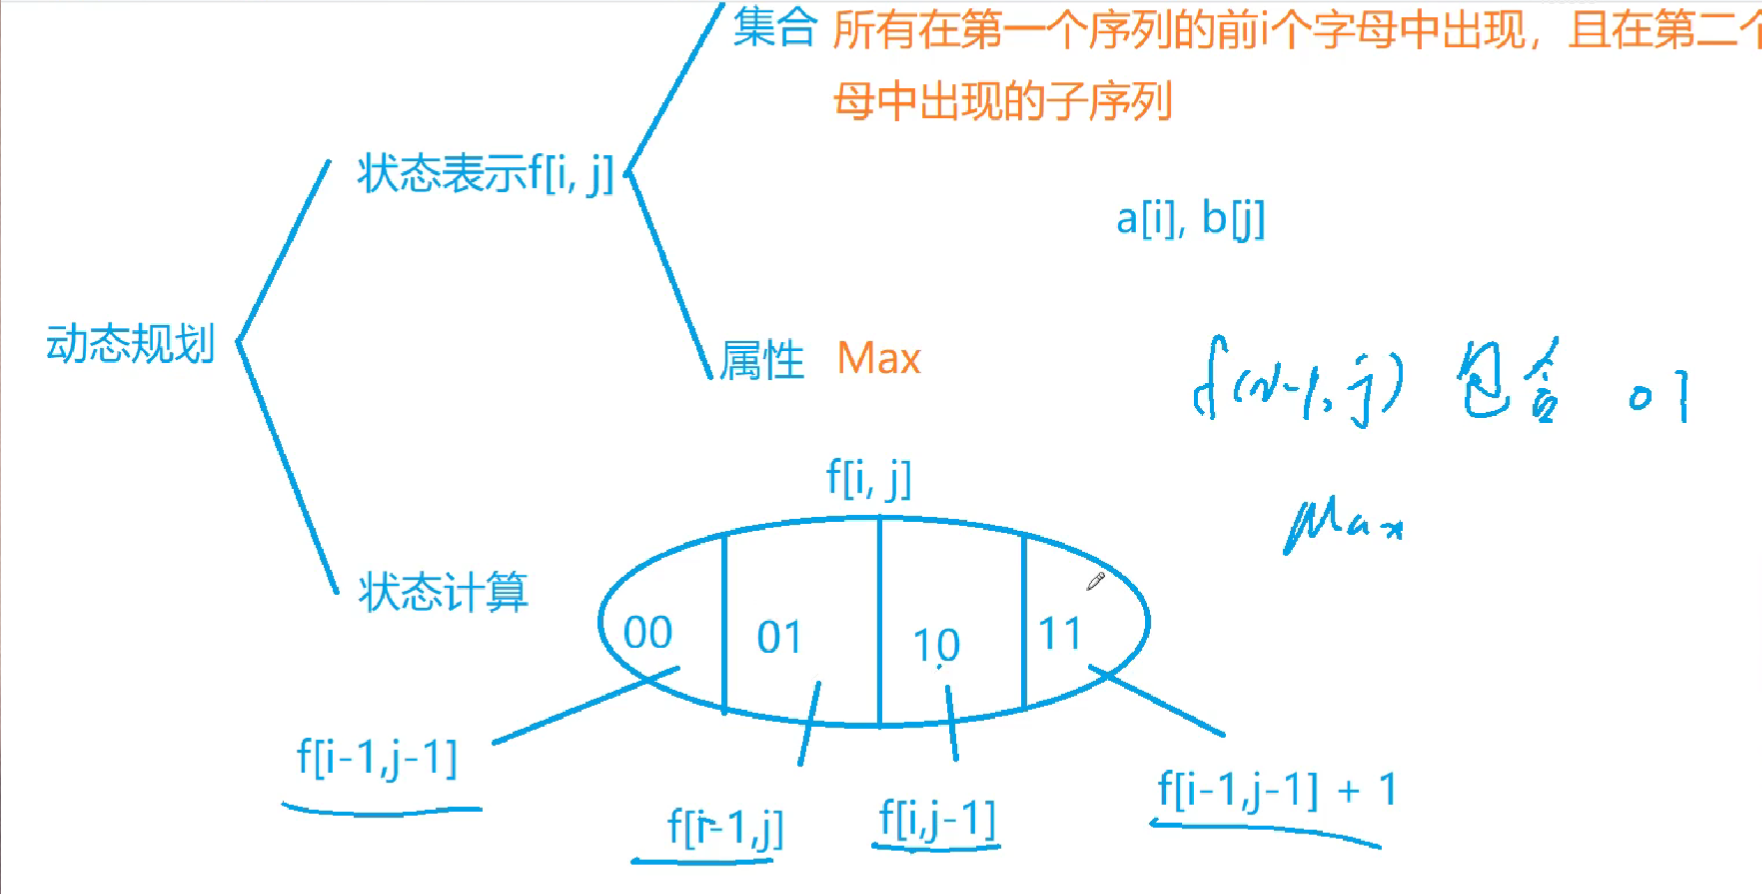 集合 所有在第一个序列的前i个字母中出现，且在第二个
母中出现的子序列
状态表示f[i, j]
a[i], b[j]
动态规划
属性 Max
f(i-1, j) 包含 01
f[i, j]
Max
状态计算
00 01 10 11
f[i-1,j-1]
f[i-1,j]
f[i,j-1]
f[i-1,j-1] + 1